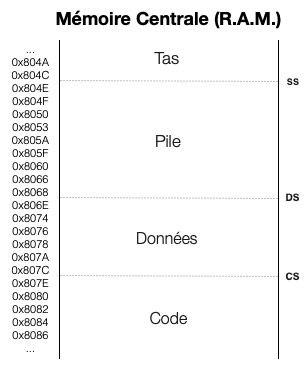 Mémoire Centrale (R.A.M.)
...
0x804A
0x804C
0x804E
0x804F
0x8050
0x8053
0x805A
0x805F
0x8060
0x8066
0x8068
0x806E
0x8074
0x8076
0x8078
0x807A
0x807C
0x807E
0x8080
0x8082
0x8084
0x8086
...
Tas
Pile
Données
Code
SS
DS
CS